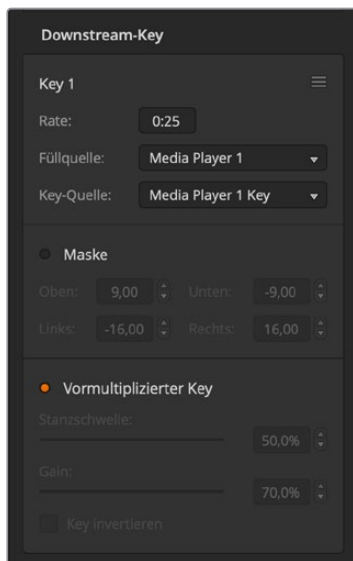 Downstream-Key
Key 1
Rate: 0:25
Füllquelle: Media Player 1
Key-Quelle: Media Player 1 Key
Maske
Oben: 9,00 Unten: -9,00
Links: -16,00 Rechts: 16,00
Vormultiplizierter Key
Stanzschwelle:
50,0%
Gain:
70,0%
Key invertieren